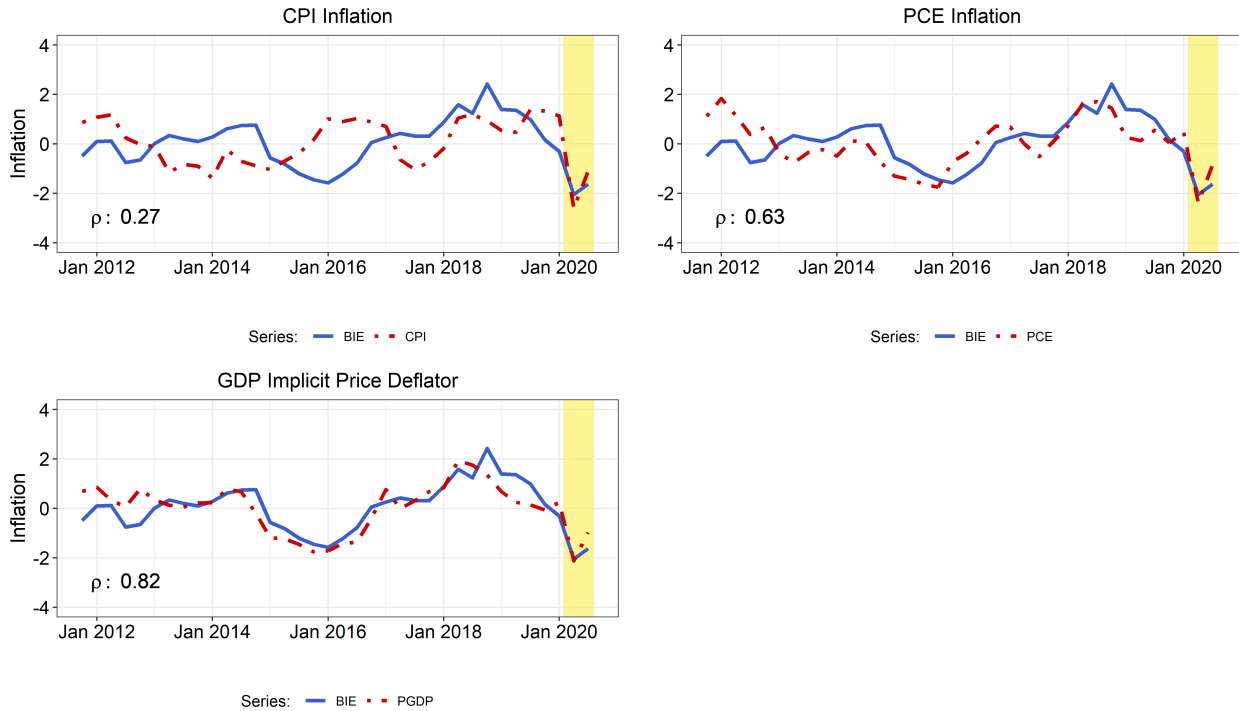 CPI Inflation
PCE Inflation
4
2
0
-2
-4
Inflation
ρ: 0.27
Jan 2012 Jan 2014 Jan 2016 Jan 2018 Jan 2020
Series: BIE CPI
4
2
0
-2
-4
ρ: 0.63
Jan 2012 Jan 2014 Jan 2016 Jan 2018 Jan 2020
Series: BIE PCE
GDP Implicit Price Deflator
4
2
0
-2
-4
Inflation
ρ: 0.82
Jan 2012 Jan 2014 Jan 2016 Jan 2018 Jan 2020
Series: BIE PGDP